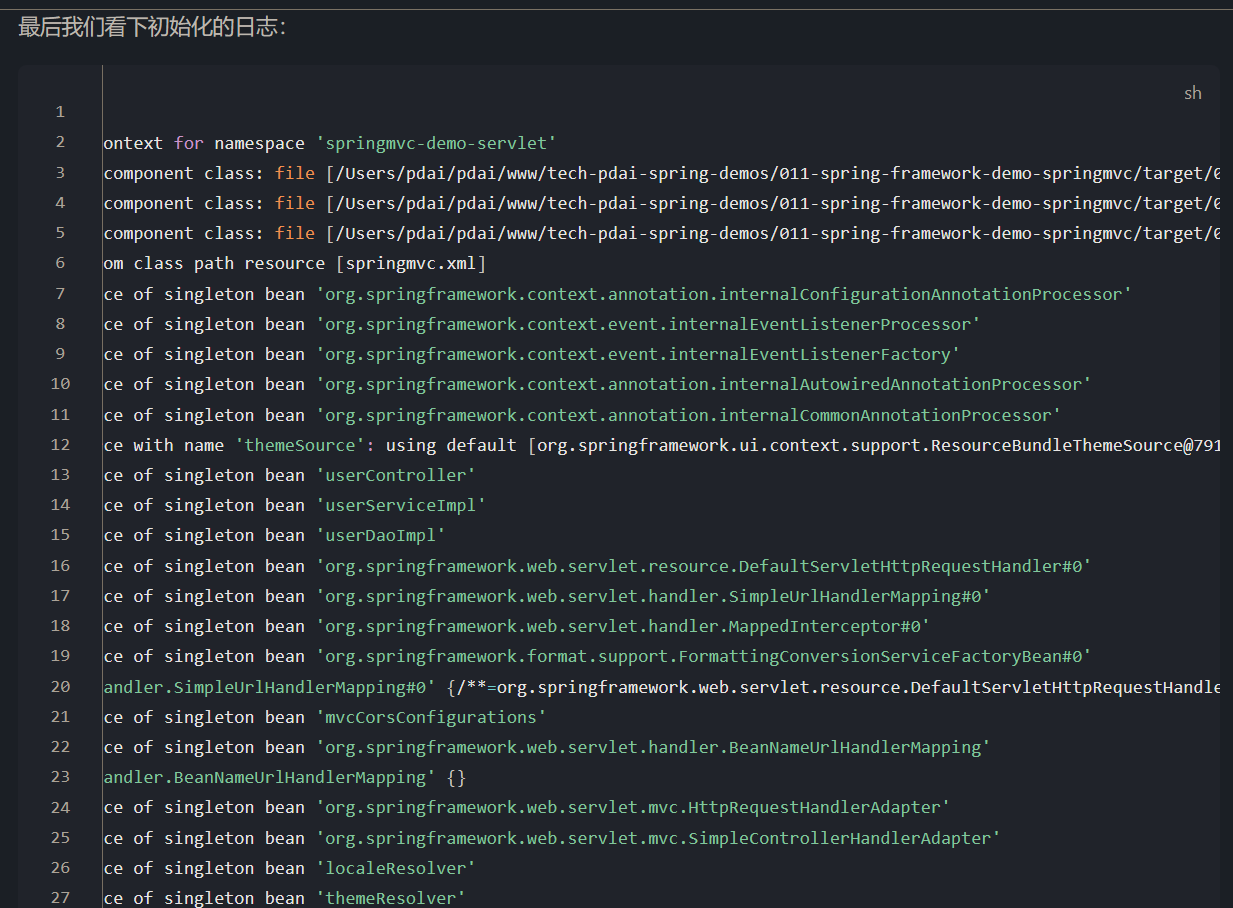 最后我们看下初始化的日志:
sh
1
2 ontext for namespace 'springmvc-demo-servlet'
3 component class: file [/Users/pdai/pdai/www/tech-pdai-spring-demos/011-spring-framework-demo-springmvc/target/0
4 component class: file [/Users/pdai/pdai/www/tech-pdai-spring-demos/011-spring-framework-demo-springmvc/target/0
5 component class: file [/Users/pdai/pdai/www/tech-pdai-spring-demos/011-spring-framework-demo-springmvc/target/0
6 om class path resource [springmvc.xml]
7 ce of singleton bean 'org.springframework.context.annotation.internalConfigurationAnnotationProcessor'
8 ce of singleton bean 'org.springframework.context.event.internalEventListenerProcessor'
9 ce of singleton bean 'org.springframework.context.event.internalEventListenerFactory'
10 ce of singleton bean 'org.springframework.context.annotation.internalAutowiredAnnotationProcessor'
11 ce of singleton bean 'org.springframework.context.annotation.internalCommonAnnotationProcessor'
12 ce with name 'themeSource': using default [org.springframework.ui.context.support.ResourceBundleThemeSource@791
13 ce of singleton bean 'userController'
14 ce of singleton bean 'userServiceImpl'
15 ce of singleton bean 'userDaoImpl'
16 ce of singleton bean 'org.springframework.web.servlet.resource.DefaultServletHttpRequestHandler#0'
17 ce of singleton bean 'org.springframework.web.servlet.handler.SimpleUrlHandlerMapping#0'
18 ce of singleton bean 'org.springframework.web.servlet.handler.MappedInterceptor#0'
19 ce of singleton bean 'org.springframework.format.support.FormattingConversionServiceFactoryBean#0'
20 andler.SimpleUrlHandlerMapping#0' {/**=org.springframework.web.servlet.resource.DefaultServletHttpRequestHandle
21 ce of singleton bean 'mvcCorsConfigurations'
22 ce of singleton bean 'org.springframework.web.servlet.handler.BeanNameUrlHandlerMapping'
23 andler.BeanNameUrlHandlerMapping' {}
24 ce of singleton bean 'org.springframework.web.servlet.mvc.HttpRequestHandlerAdapter'
25 ce of singleton bean 'org.springframework.web.servlet.mvc.SimpleControllerHandlerAdapter'
26 ce of singleton bean 'localeResolver'
27 ce of singleton bean 'themeResolver'